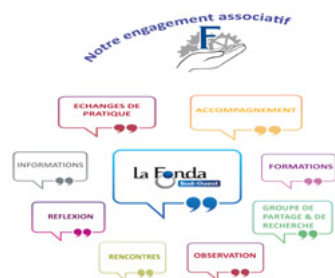 Notre engagement associatif
F
ECHANGES DE
PRATIQUE
ACCOMPAGNEMENT
INFORMATIONS
La Fonda
Sud-Ouest
FORMATIONS
REFLEXION
GROUPE DE
PARTAGE & DE
RECHERCHE
RENCONTRES
OBSERVATION